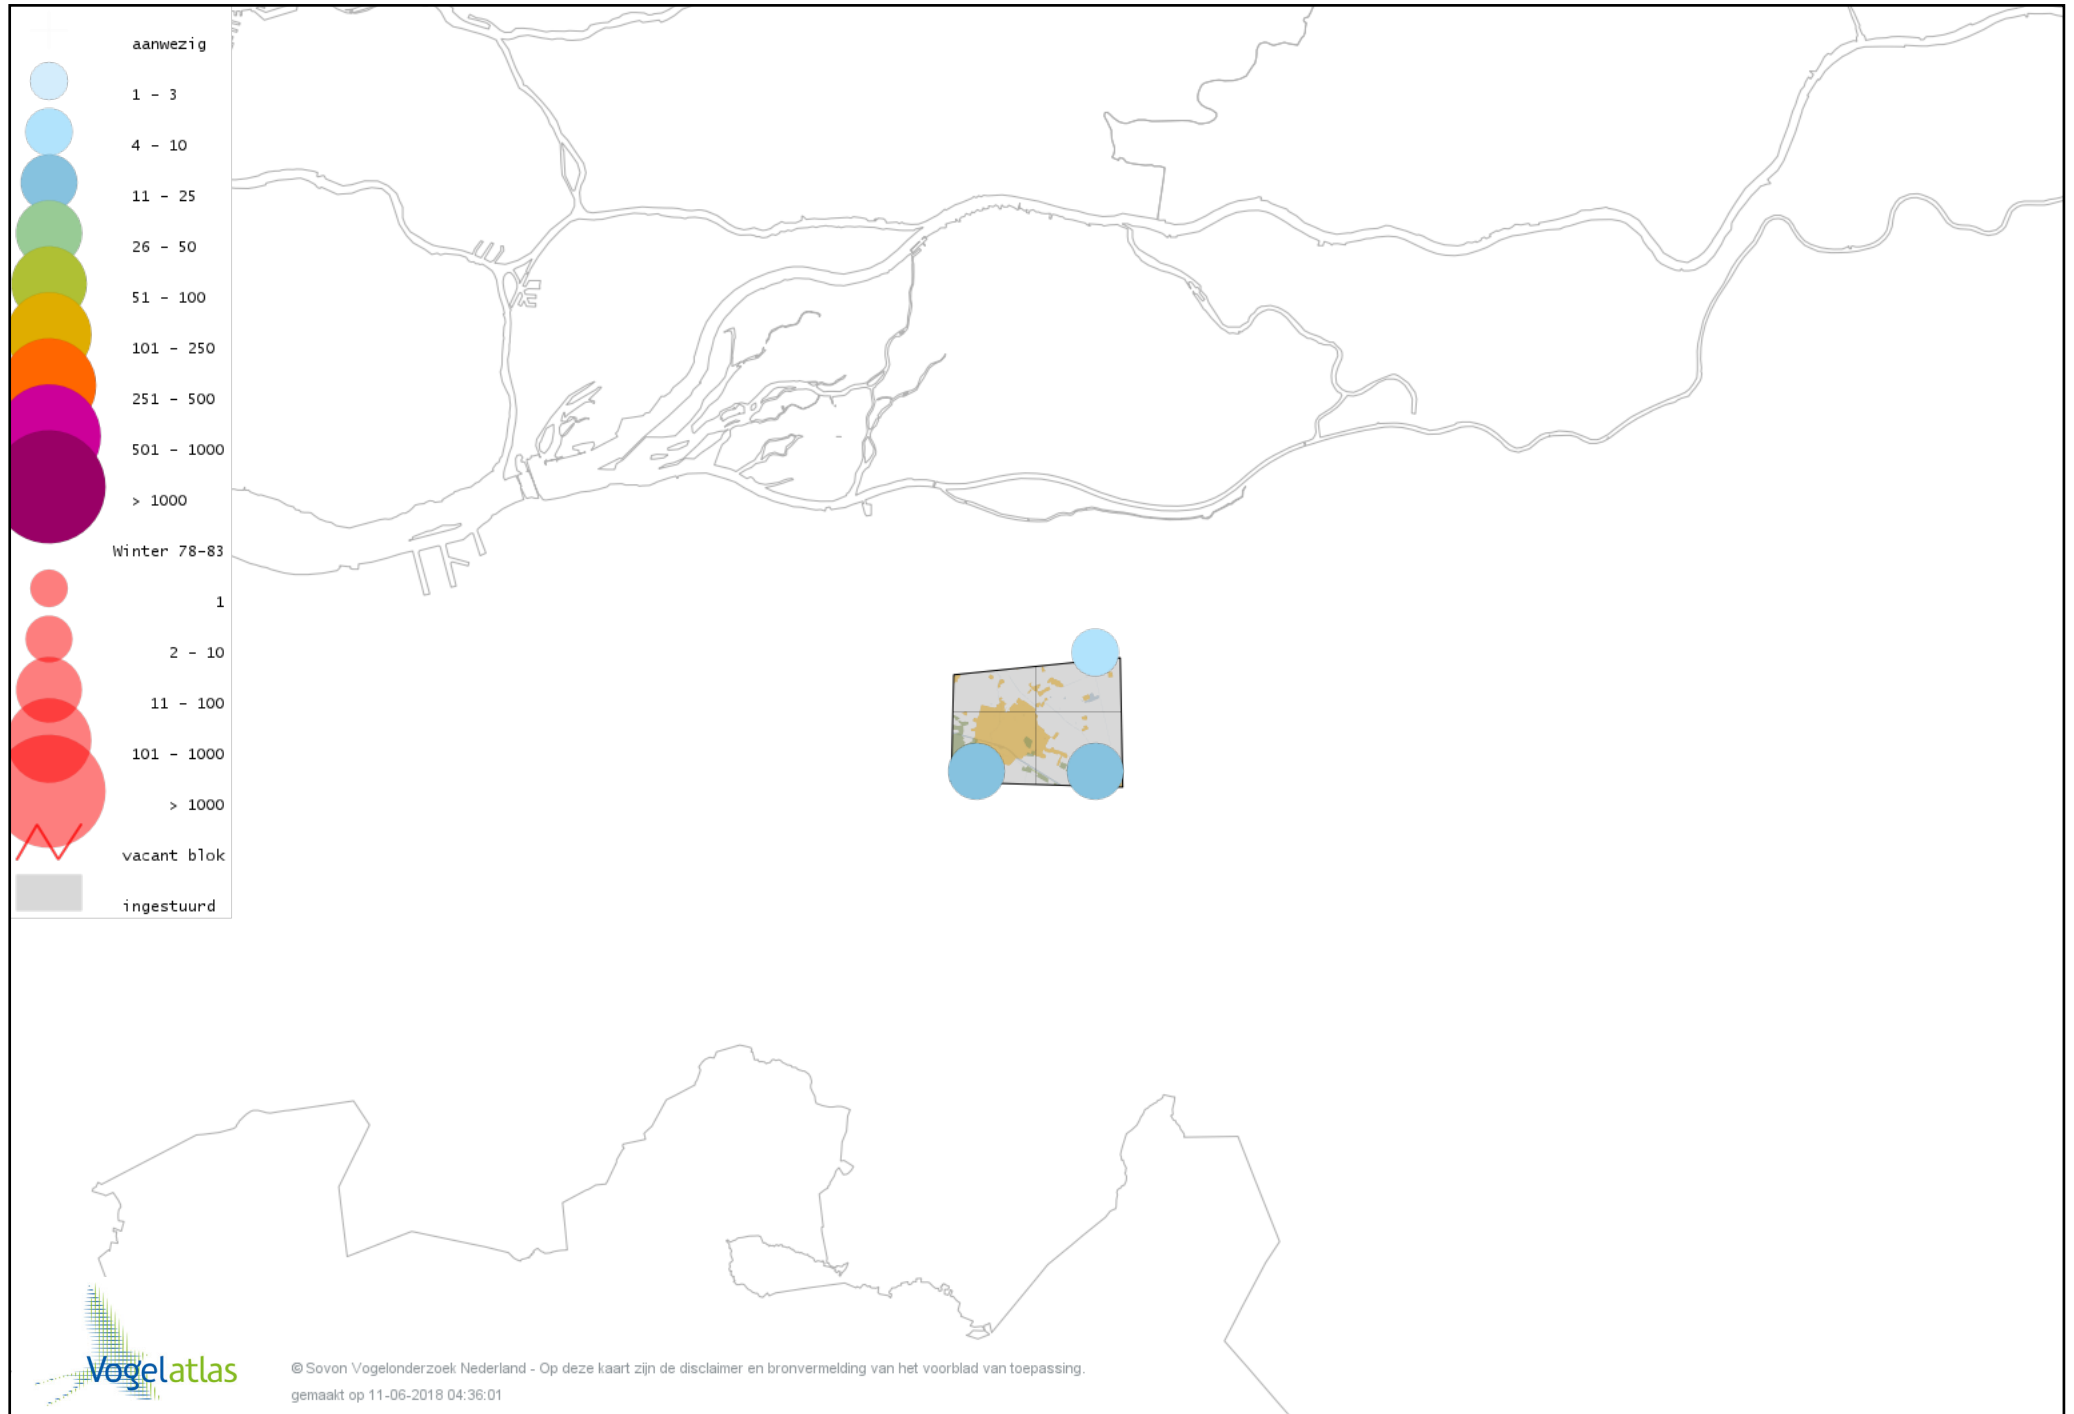 aanwezig
1 - 3
4 - 10
11 - 25
26 - 50
51 - 100
101 - 250
251 - 500
501 - 1000
> 1000
Winter 78-83
1
2 - 10
11 - 100
101 - 1000
> 1000
vacant blok
ingestuurd
Vogelatlas
© Sovon Vogelonderzoek Nederland - Op deze kaart zijn de disclaimer en bronvermelding van het voorblad van toepassing.
gemaakt op 11-06-2018 04:36:01